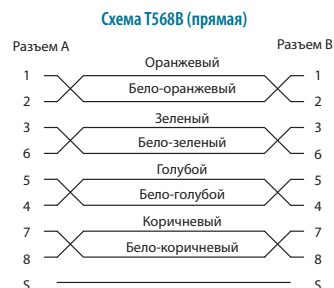 Схема T568B (прямая)
Разъем A Разъем B
Оранжевый
1 1
Бело-оранжевый
2 2
Зеленый
3 3
Бело-зеленый
6 6
Голубой
5 5
Бело-голубой
4 4
Коричневый
7 7
Бело-коричневый
8 8
S S